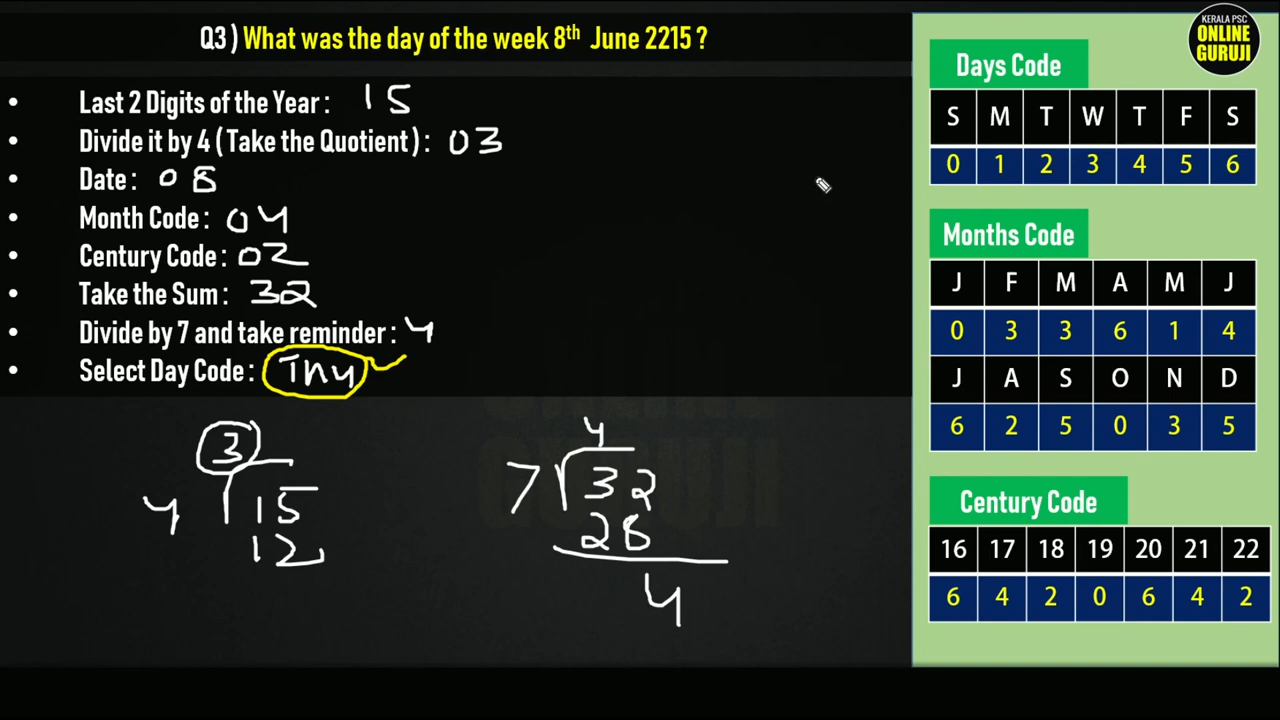 Q3 ) What was the day of the week 8th June 2215 ?
KERALA PSC
ONLINE
GURUJI
• Last 2 Digits of the Year : 15
• Divide it by 4 ( Take the Quotient ) : 03
• Date : 08
• Month Code : 04
• Century Code : 02
• Take the Sum : 32
• Divide by 7 and take reminder : 4
• Select Day Code : Thu
3
4 15
12
4
7 32
28
4
Days Code
S M T W T F S
0 1 2 3 4 5 6
Months Code
J F M A M J
0 3 3 6 1 4
J A S O N D
6 2 5 0 3 5
Century Code
16 17 18 19 20 21 22
6 4 2 0 6 4 2